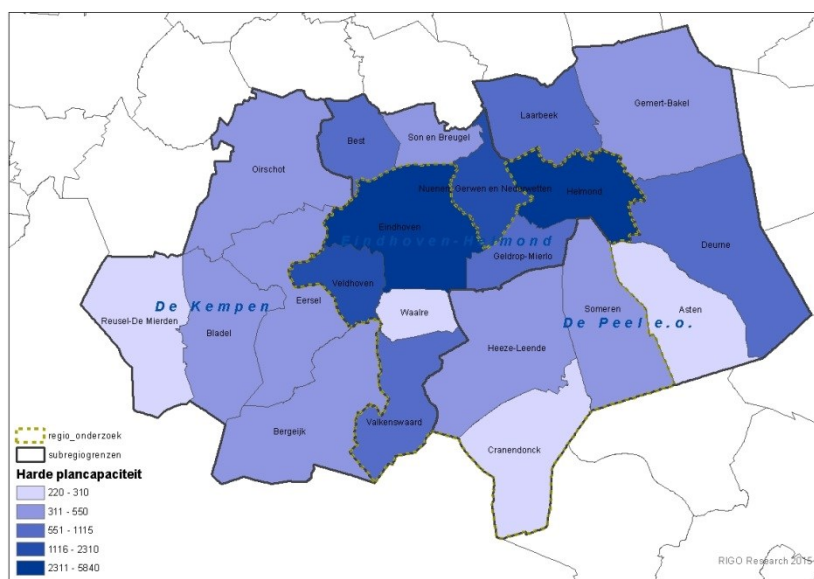 Gemert-Bakel
Laarbeek
Best
Son en Breugel
Oirschot
Nuenen, Gerwen en Nederwetten
Helmond
Eindhoven
Eindhoven-Helmond
Deurne
Geldrop-Mierlo
Veldhoven
De Kempen
Eersel
Waalre
Someren
Asten
Reusel-De Mierden
De Peel e.o.
Bladel
Heeze-Leende
Valkenswaard
Bergeijk
Cranendonck
regio_onderzoek
subregiogrenzen
Harde plancapaciteit
220 - 310
311 - 550
551 - 1115
1116 - 2310
2311 - 5840
RIGO Research 2015